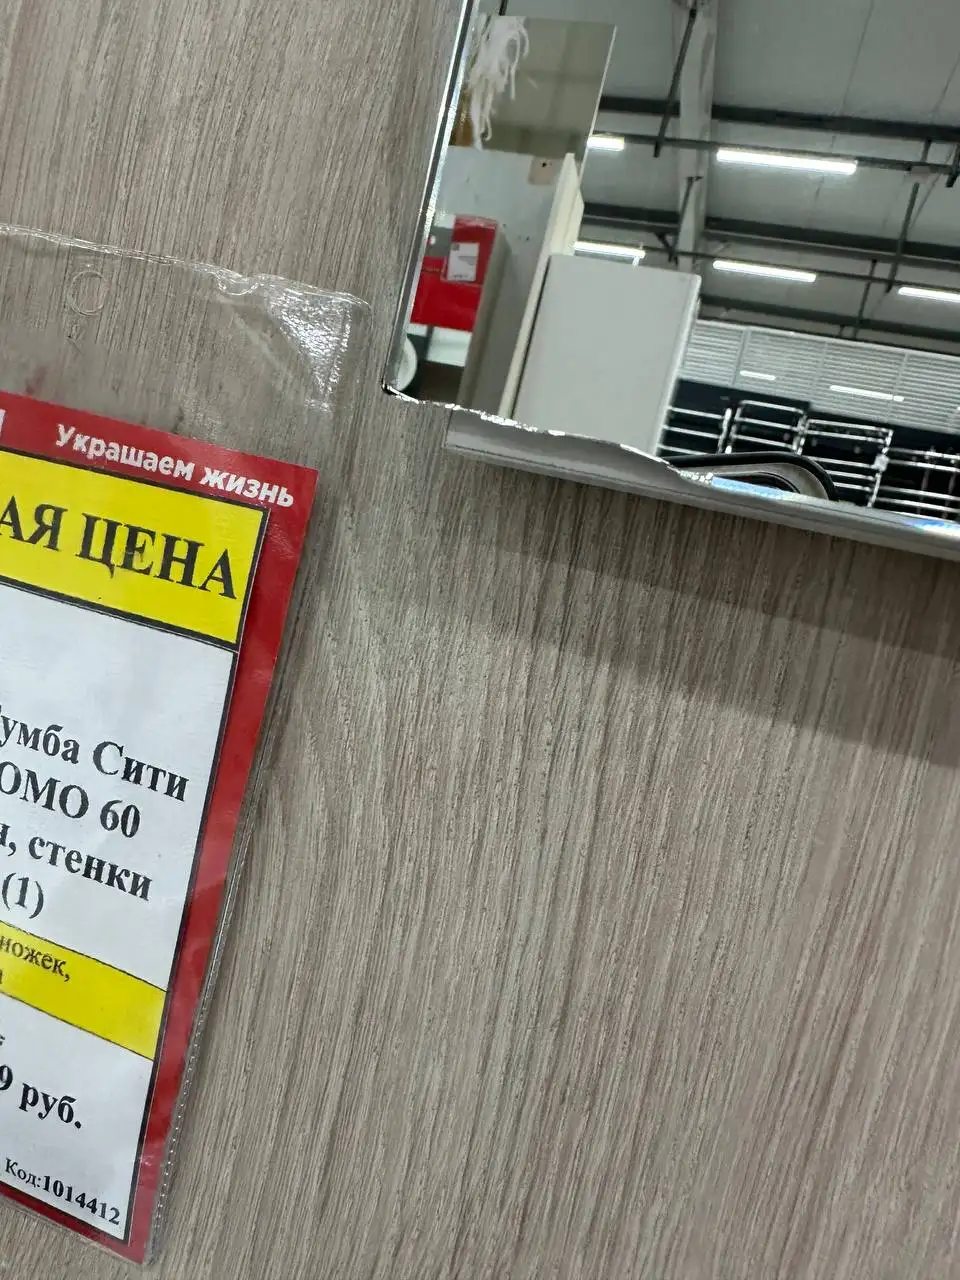 Украшаем жизнь
АЯ ЦЕНА
умба Сити
ОМО 60
, стенки
(1)
ножек,
9 руб.
Код:1014412